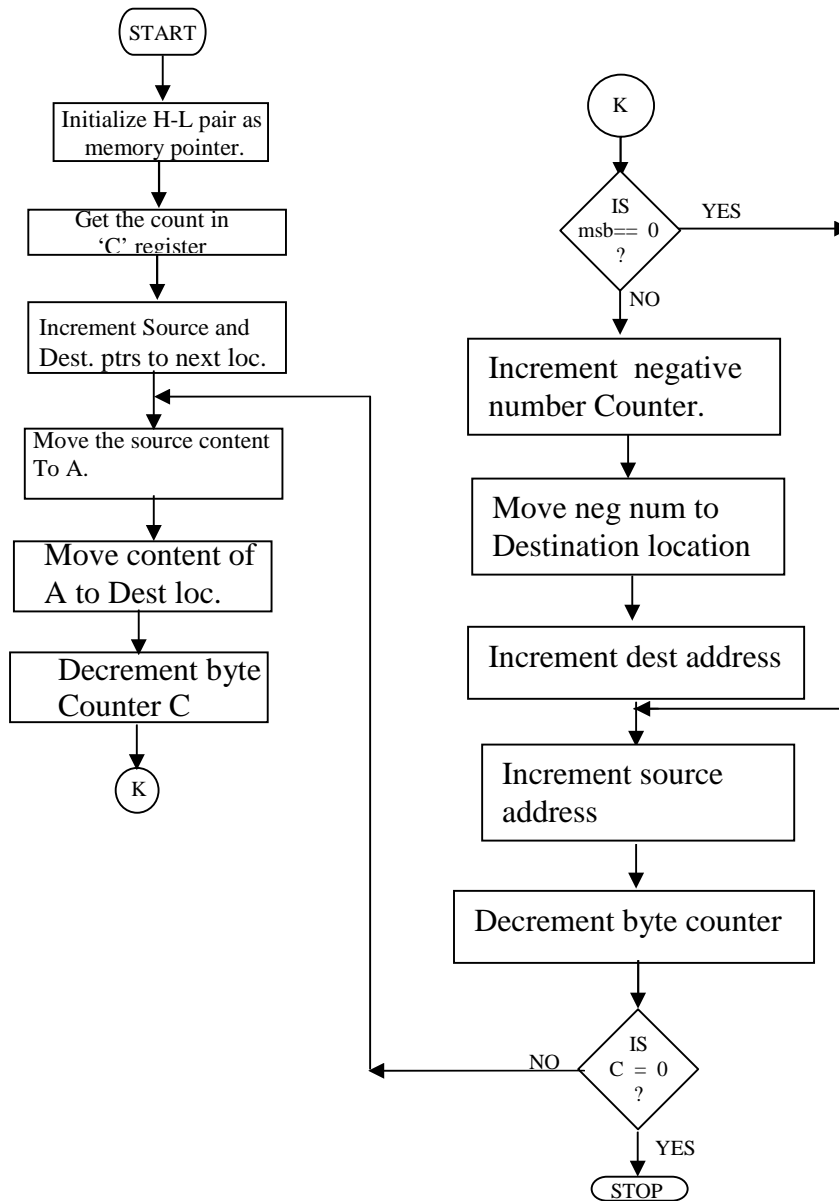 START
Initialize H-L pair as
memory pointer.
Get the count in
‘C’ register
Increment Source and
Dest. ptrs to next loc.
Move the source content
To A.
Move content of
A to Dest loc.
Decrement byte
Counter C
K
K
IS
msb== 0
?
YES
NO
Increment negative
number Counter.
Move neg num to
Destination location
Increment dest address
Increment source
address
Decrement byte counter
IS
C = 0
?
NO
YES
STOP